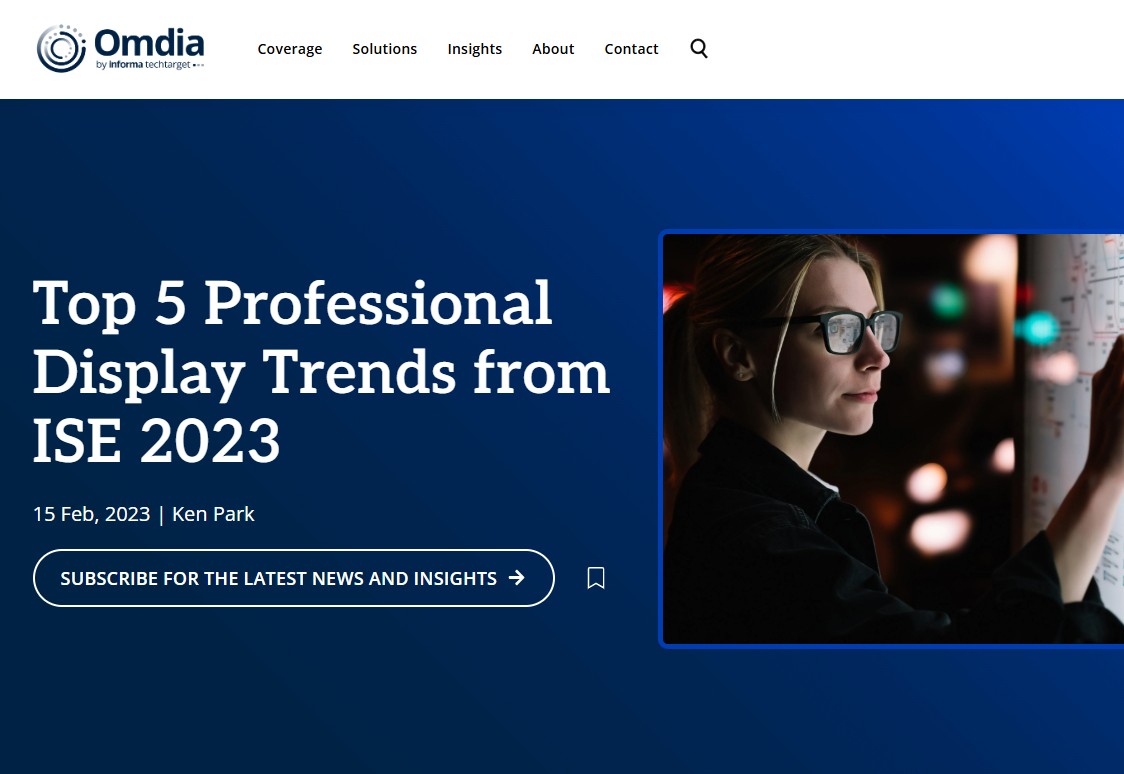 Omdia
by informa techtarget
Coverage Solutions Insights About Contact
Top 5 Professional
Display Trends from
ISE 2023
15 Feb, 2023 | Ken Park
SUBSCRIBE FOR THE LATEST NEWS AND INSIGHTS